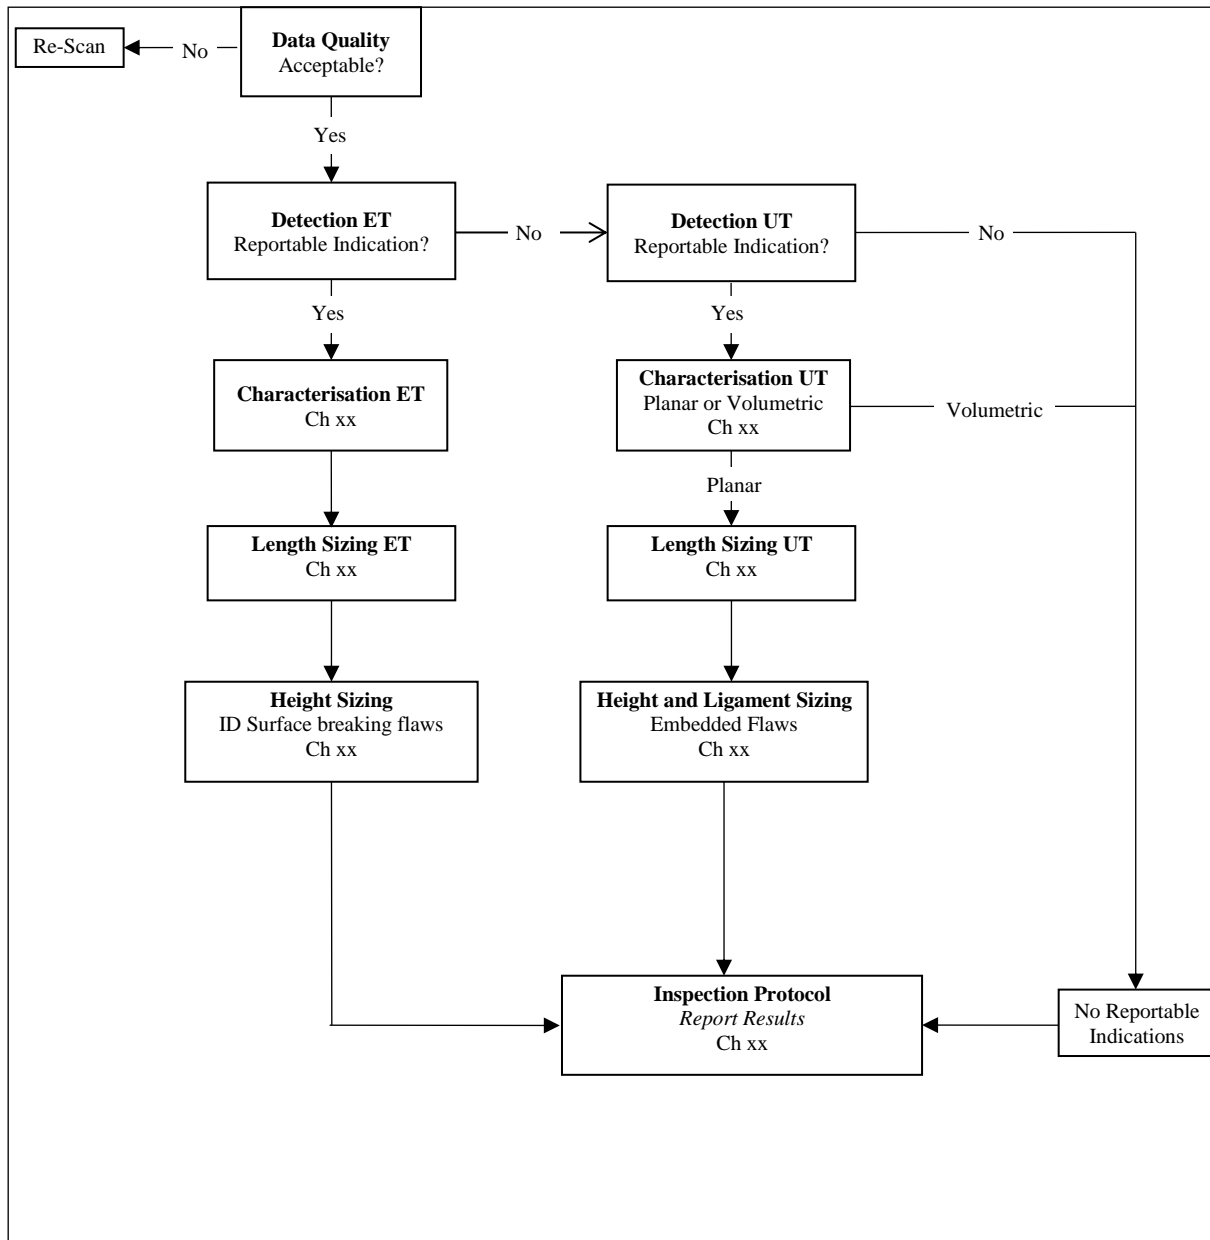 Data Quality
Acceptable?
Re-Scan
No
Yes
Detection ET
Reportable Indication?
No
Detection UT
Reportable Indication?
No
Yes
Yes
Characterisation ET
Ch xx
Characterisation UT
Planar or Volumetric
Ch xx
Volumetric
Planar
Length Sizing ET
Ch xx
Length Sizing UT
Ch xx
Height Sizing
ID Surface breaking flaws
Ch xx
Height and Ligament Sizing
Embedded Flaws
Ch xx
Inspection Protocol
Report Results
Ch xx
No Reportable
Indications